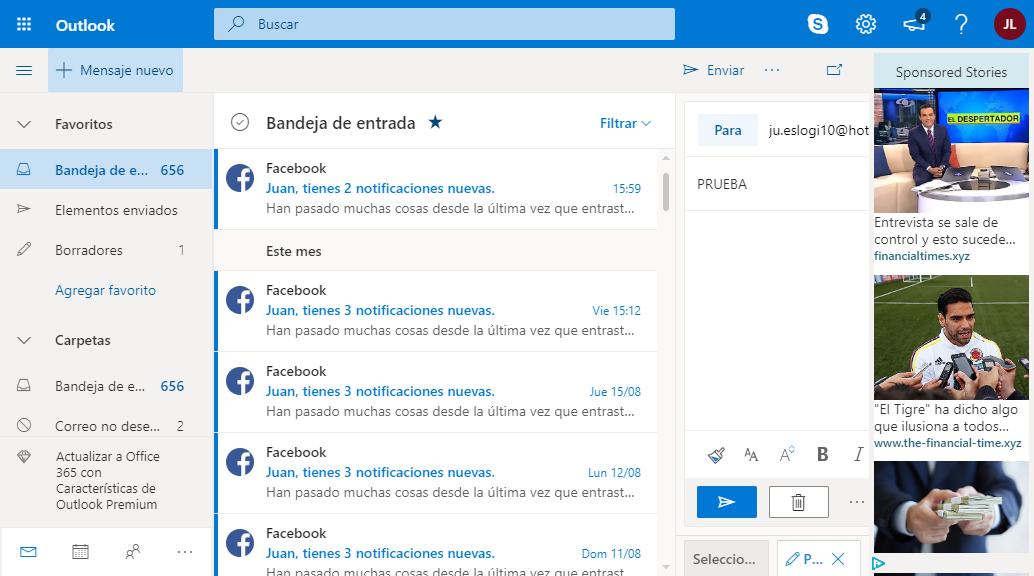 Outlook
Buscar
4
JL
Mensaje nuevo
Enviar
Favoritos
Bandeja de e... 656
Elementos enviados
Borradores 1
Agregar favorito
Carpetas
Bandeja de e... 656
Correo no dese... 2
Actualizar a Office
365 con
Características de
Outlook Premium
Bandeja de entrada
Filtrar
Facebook
Juan, tienes 2 notificaciones nuevas. 15:59
Han pasado muchas cosas desde la última vez que entrast...
Este mes
Facebook
Juan, tienes 3 notificaciones nuevas. Vie 15:12
Han pasado muchas cosas desde la última vez que entrast...
Facebook
Juan, tienes 3 notificaciones nuevas. Jue 15/08
Han pasado muchas cosas desde la última vez que entrast...
Facebook
Juan, tienes 3 notificaciones nuevas. Lun 12/08
Han pasado muchas cosas desde la última vez que entrast...
Facebook
Juan, tienes 3 notificaciones nuevas. Dom 11/08
Han pasado muchas cosas desde la última vez que entrast...
Para ju.eslogi10@hot
PRUEBA
Seleccio...
P...
Sponsored Stories
EL DESPERTADOR
Entrevista se sale de
control y esto sucede...
financialtimes.xyz
"El Tigre" ha dicho algo
que ilusiona a todos...
www.the-financial-time.xyz